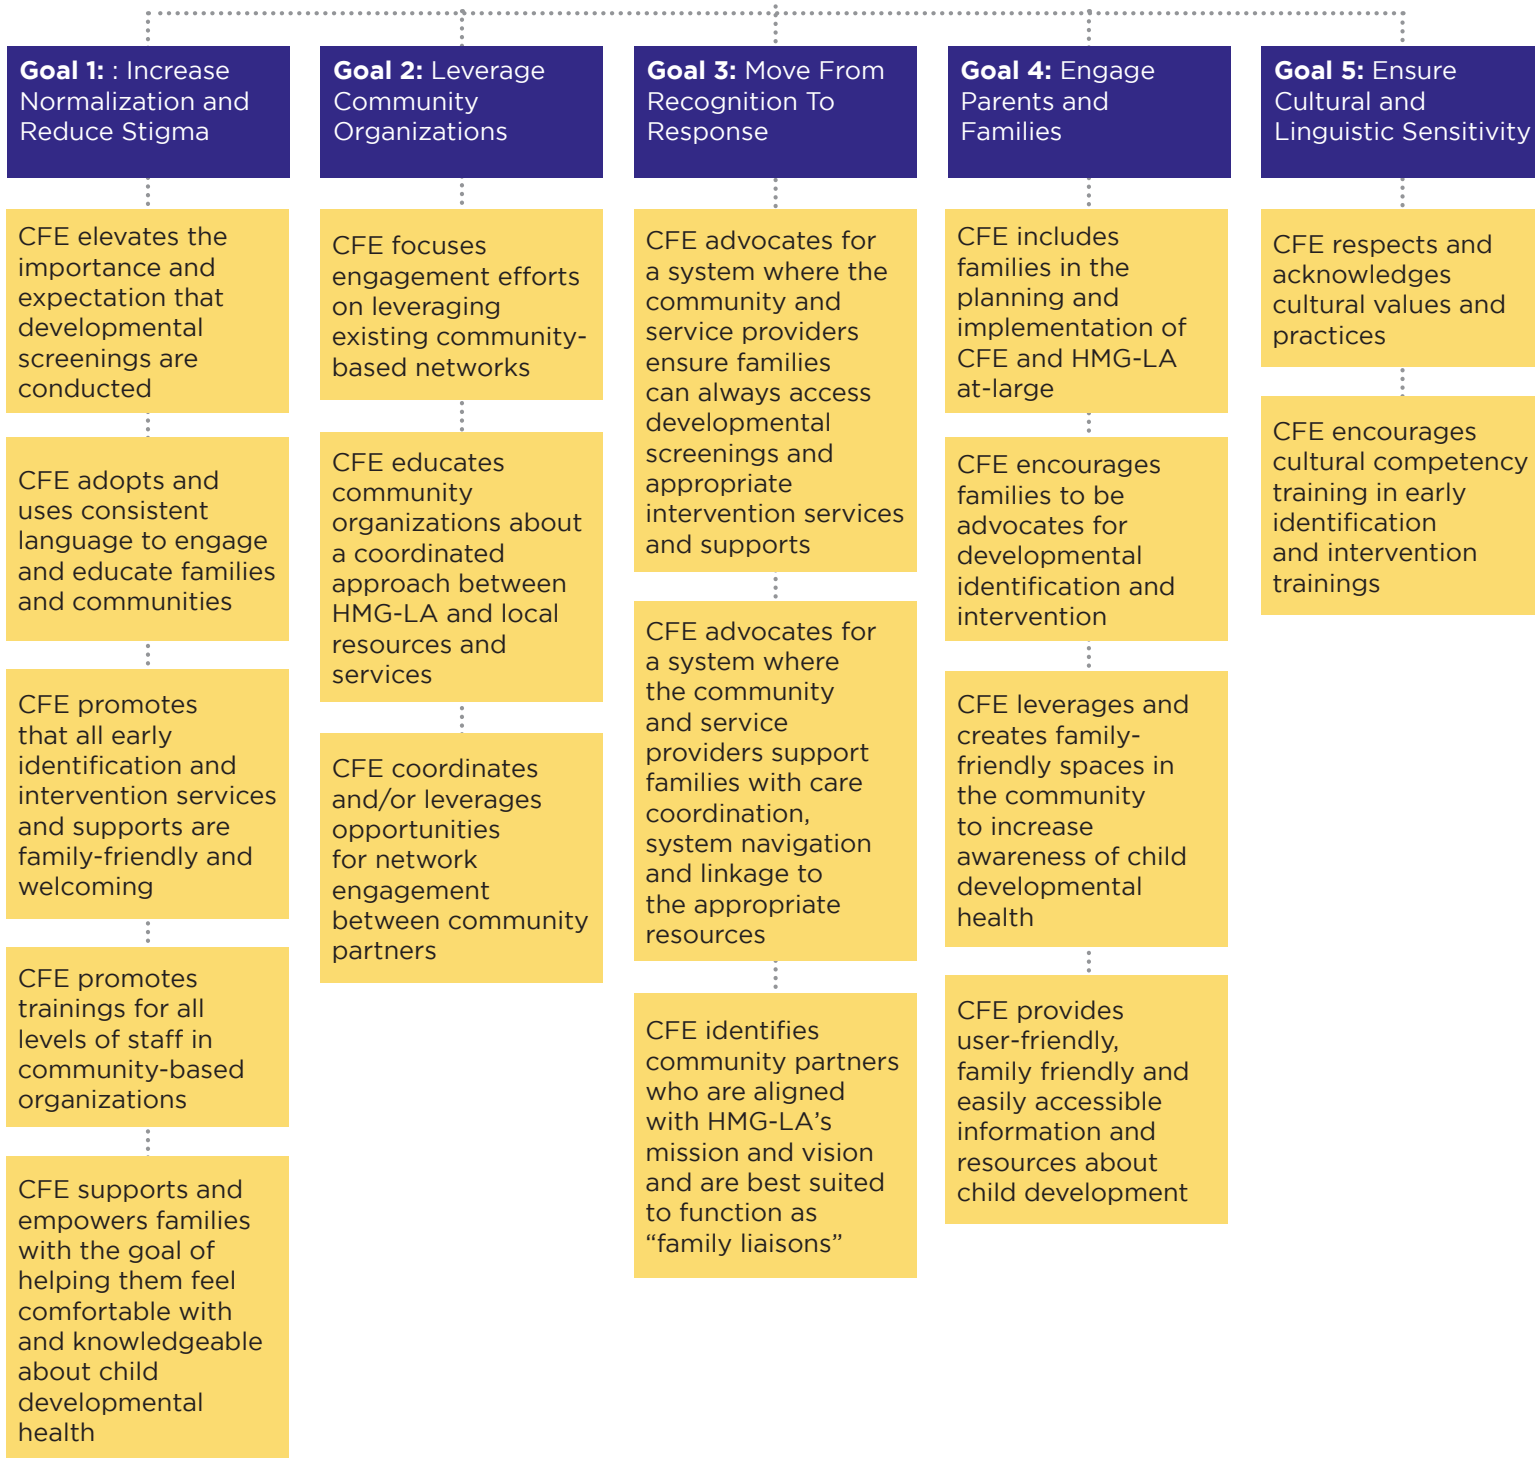 Goal 1: : Increase
Normalization and
Reduce Stigma
CFE elevates the
importance and
expectation that
developmental
screenings are
conducted
CFE adopts and
uses consistent
language to engage
and educate families
and communities
CFE promotes
that all early
identification and
intervention services
and supports are
family-friendly and
welcoming
CFE promotes
trainings for all
levels of staff in
community-based
organizations
CFE supports and
empowers families
with the goal of
helping them feel
comfortable with
and knowledgeable
about child
developmental
health
Goal 2: Leverage
Community
Organizations
CFE focuses
engagement efforts
on leveraging
existing community-
based networks
CFE educates
community
organizations about
a coordinated
approach between
HMG-LA and local
resources and
services
CFE coordinates
and/or leverages
opportunities
for network
engagement
between community
partners
Goal 3: Move From
Recognition To
Response
CFE advocates for
a system where the
community and
service providers
ensure families
can always access
developmental
screenings and
appropriate
intervention services
and supports
CFE advocates for
a system where
the community
and service
providers support
families with care
coordination,
system navigation
and linkage to
the appropriate
resources
CFE identifies
community partners
who are aligned
with HMG-LA’s
mission and vision
and are best suited
to function as
“family liaisons”
Goal 4: Engage
Parents and
Families
CFE includes
families in the
planning and
implementation of
CFE and HMG-LA
at-large
CFE encourages
families to be
advocates for
developmental
identification and
intervention
CFE leverages and
creates family-
friendly spaces in
the community
to increase
awareness of child
developmental
health
CFE provides
user-friendly,
family friendly and
easily accessible
information and
resources about
child development
Goal 5: Ensure
Cultural and
Linguistic Sensitivity
CFE respects and
acknowledges
cultural values and
practices
CFE encourages
cultural competency
training in early
identification
and intervention
trainings